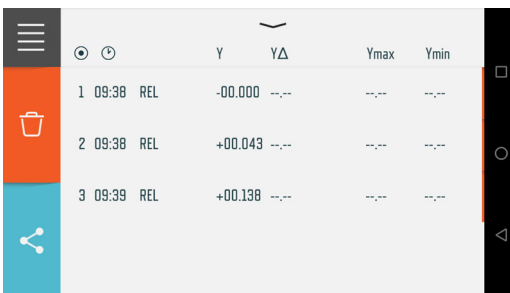 Y YΔ Ymax Ymin
1 09:38 REL -00.000 --.-- --.-- --.--
2 09:38 REL +00.043 --.-- --.-- --.--
3 09:39 REL +00.138 --.-- --.-- --.--